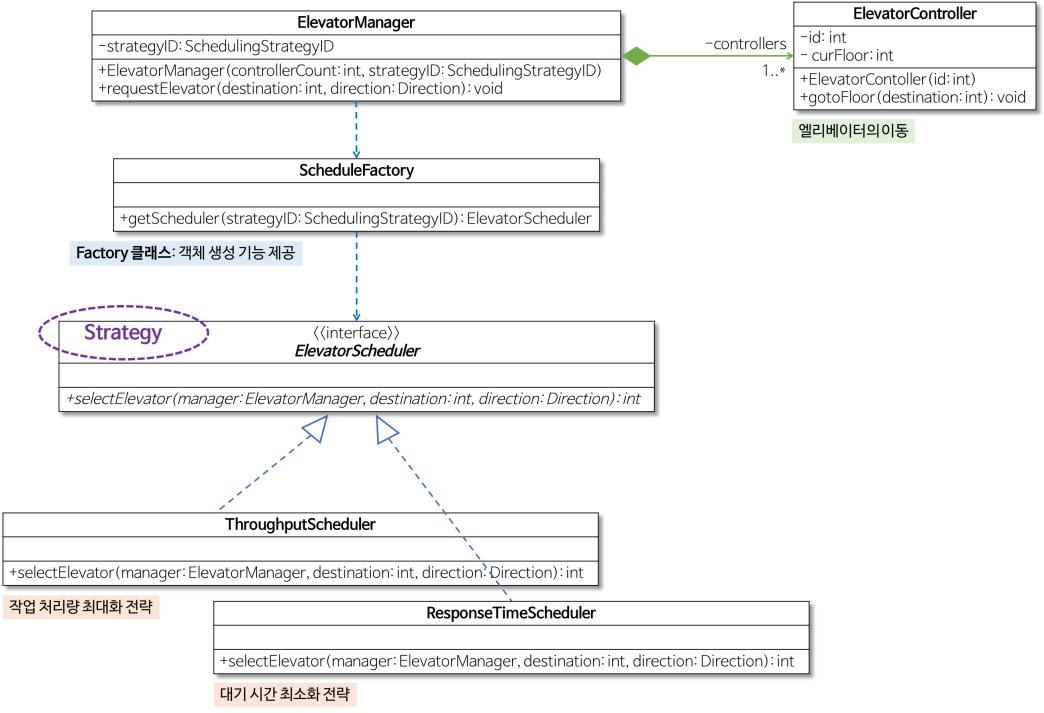 ElevatorManager
-strategyID: SchedulingStrategyID
+ElevatorManager(controllerCount: int, strategyID: SchedulingStrategyID)
+requestElevator(destination: int, direction: Direction): void
-controllers
1..*
ElevatorController
-id: int
- curFloor: int
+ElevatorContoller(id: int)
+gotoFloor(destination: int): void
엘리베이터의 이동
ScheduleFactory
+getScheduler(strategyID: SchedulingStrategyID): ElevatorScheduler
Factory 클래스: 객체 생성 기능 제공
Strategy
<<interface>>
ElevatorScheduler
+selectElevator(manager: ElevatorManager, destination: int, direction: Direction): int
ThroughputScheduler
+selectElevator(manager: ElevatorManager, destination: int, direction: Direction): int
작업 처리량 최대화 전략
ResponseTimeScheduler
+selectElevator(manager: ElevatorManager, destination: int, direction: Direction): int
대기 시간 최소화 전략